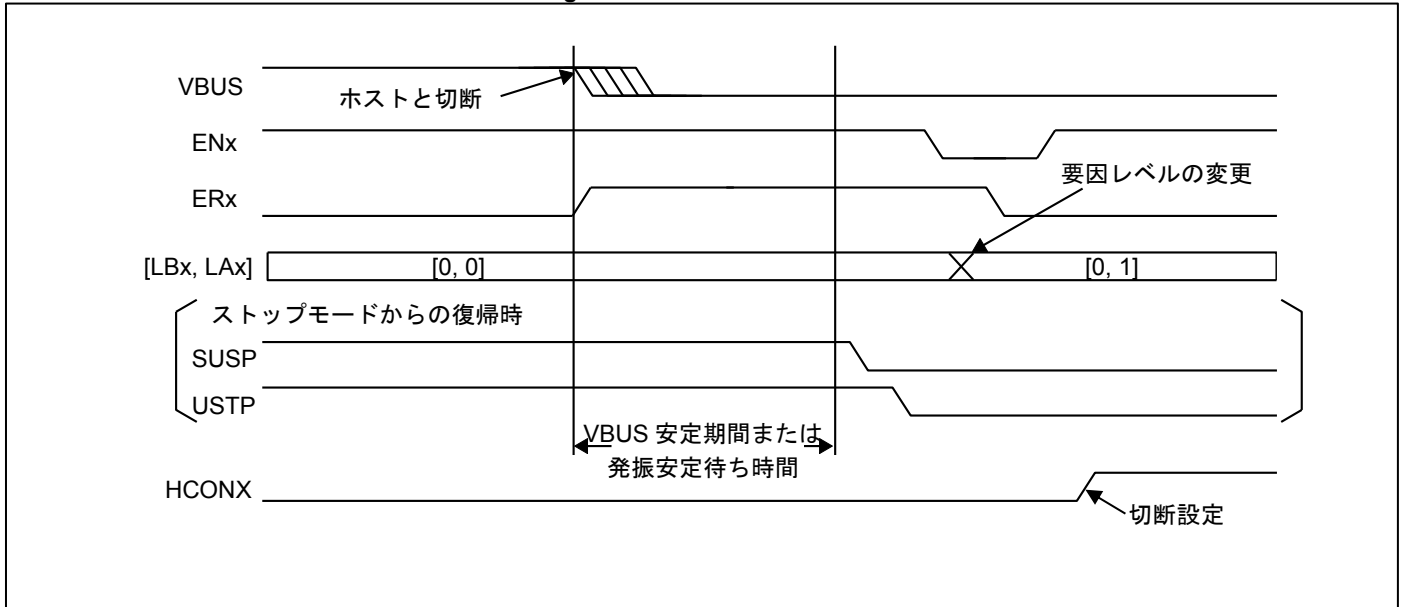 VBUS
ホストと切断
ENx
要因レベルの変更
ERx
[LBx, LAx]
[0, 0]
[0, 1]
ストップモードからの復帰時
SUSP
USTP
VBUS 安定期間または
発振安定待ち時間
HCONX
切断設定